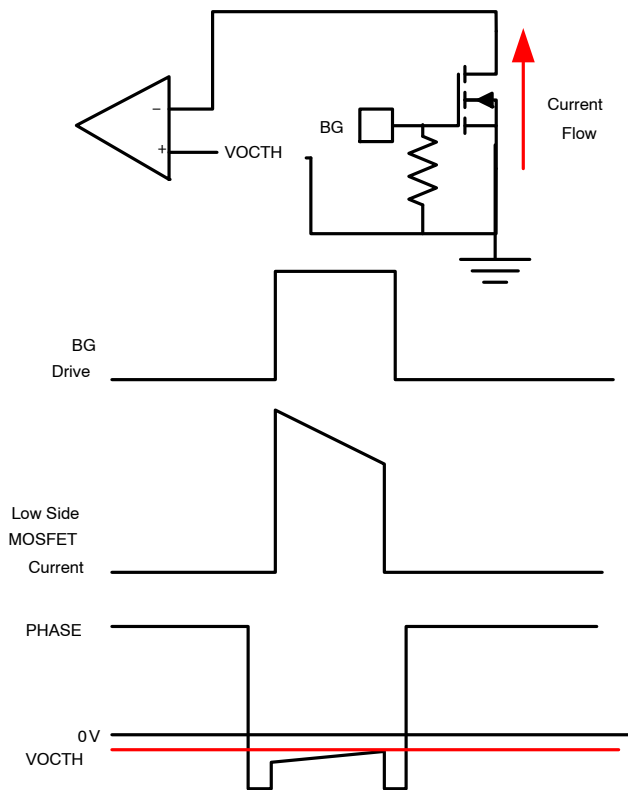 −
BG
Current
Flow
+
VOCTH
BG
Drive
Low Side
MOSFET
Current
PHASE
0 V
VOCTH